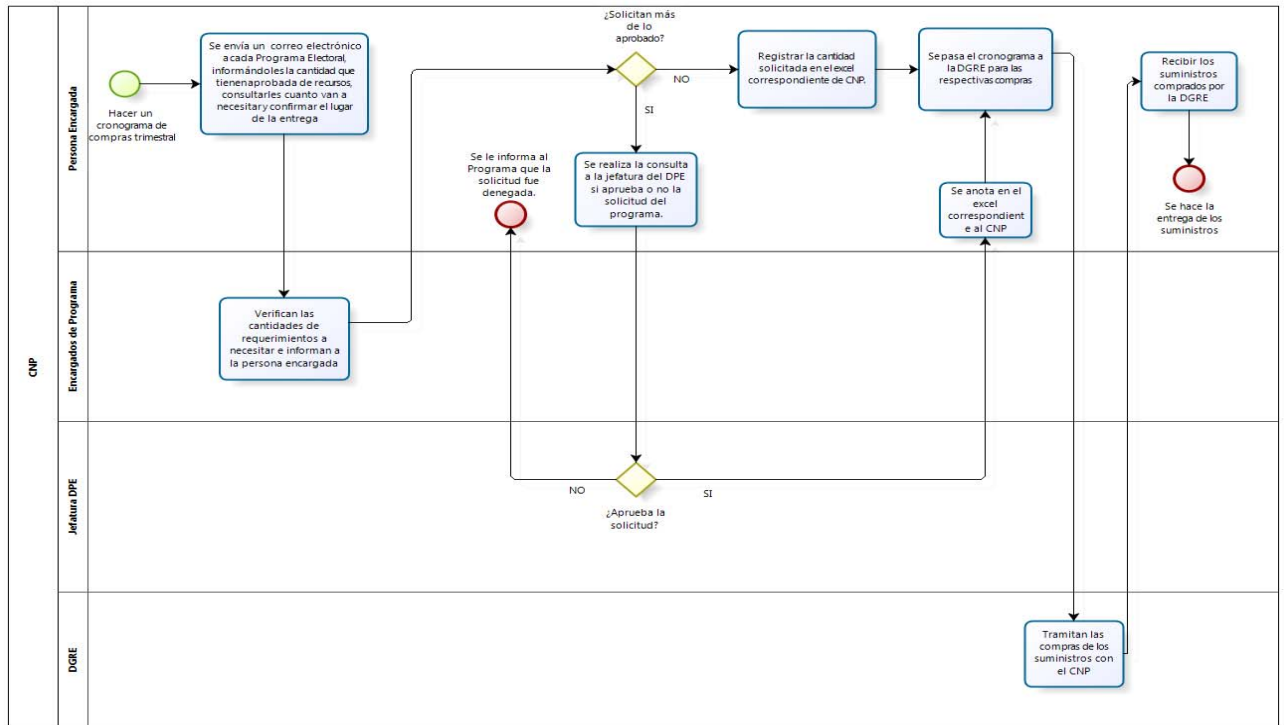 CNP
Persona Encargada
Hacer un
cronograma de
compras trimestral
Se envía un correo electrónico
a cada Programa Electoral,
informándoles la cantidad que
tienen aprobada de recursos,
consultarles cuanto van a
necesitar y confirmar el lugar
de la entrega
¿Solicitan más
de lo
aprobado?
NO
SI
Registrar la cantidad
solicitada en el excel
correspondiente de CNP.
Se pasa el cronograma a
la DGRE para las
respectivas compras
Recibir los
suministros
comprados por
la DGRE
Se le informa al
Programa que la
solicitud fue
denegada.
Se realiza la consulta
a la jefatura del DPE
si aprueba o no la
solicitud del
programa.
Se anota en el
excel
correspondient
e al CNP
Se hace la
entrega de los
suministros
Encargados de Programa
Verifican las
cantidades de
requerimientos a
necesitar e informan a
la persona encargada
Jefatura DPE
NO
SI
¿Aprueba la
solicitud?
DGRE
Tramitan las
compras de los
suministros con
el CNP